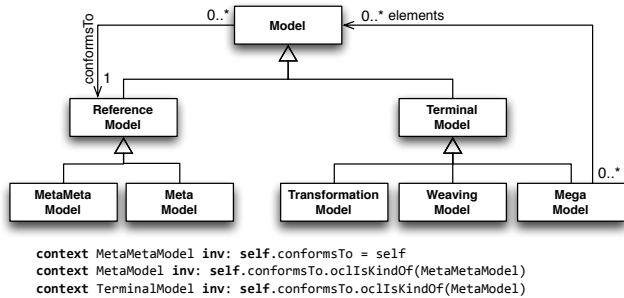 0..*
Model
0..* elements
conformsTo
1
Reference
Model
Terminal
Model
MetaMeta
Model
Meta
Model
Transformation
Model
Weaving
Model
Mega
Model
0..*
context MetaMetaModel inv: self.conformsTo = self
context MetaModel inv: self.conformsTo.oclIsKindOf(MetaMetaModel)
context TerminalModel inv: self.conformsTo.oclIsKindOf(MetaModel)